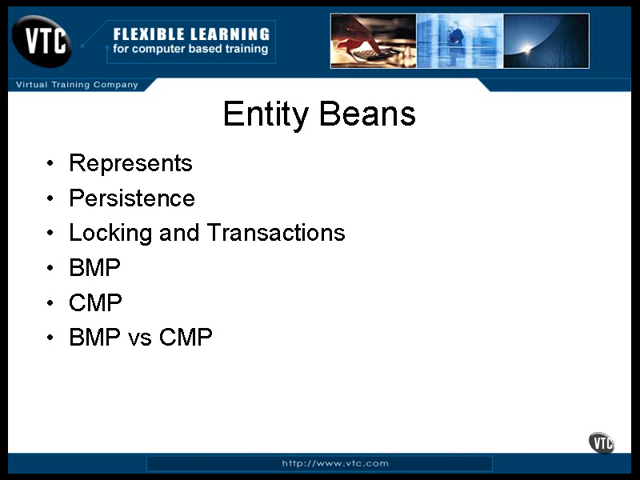 VTC
FLEXIBLE LEARNING
for computer based training
Virtual Training Company
Entity Beans
• Represents
• Persistence
• Locking and Transactions
• BMP
• CMP
• BMP vs CMP
VTC
http://www.vtc.com